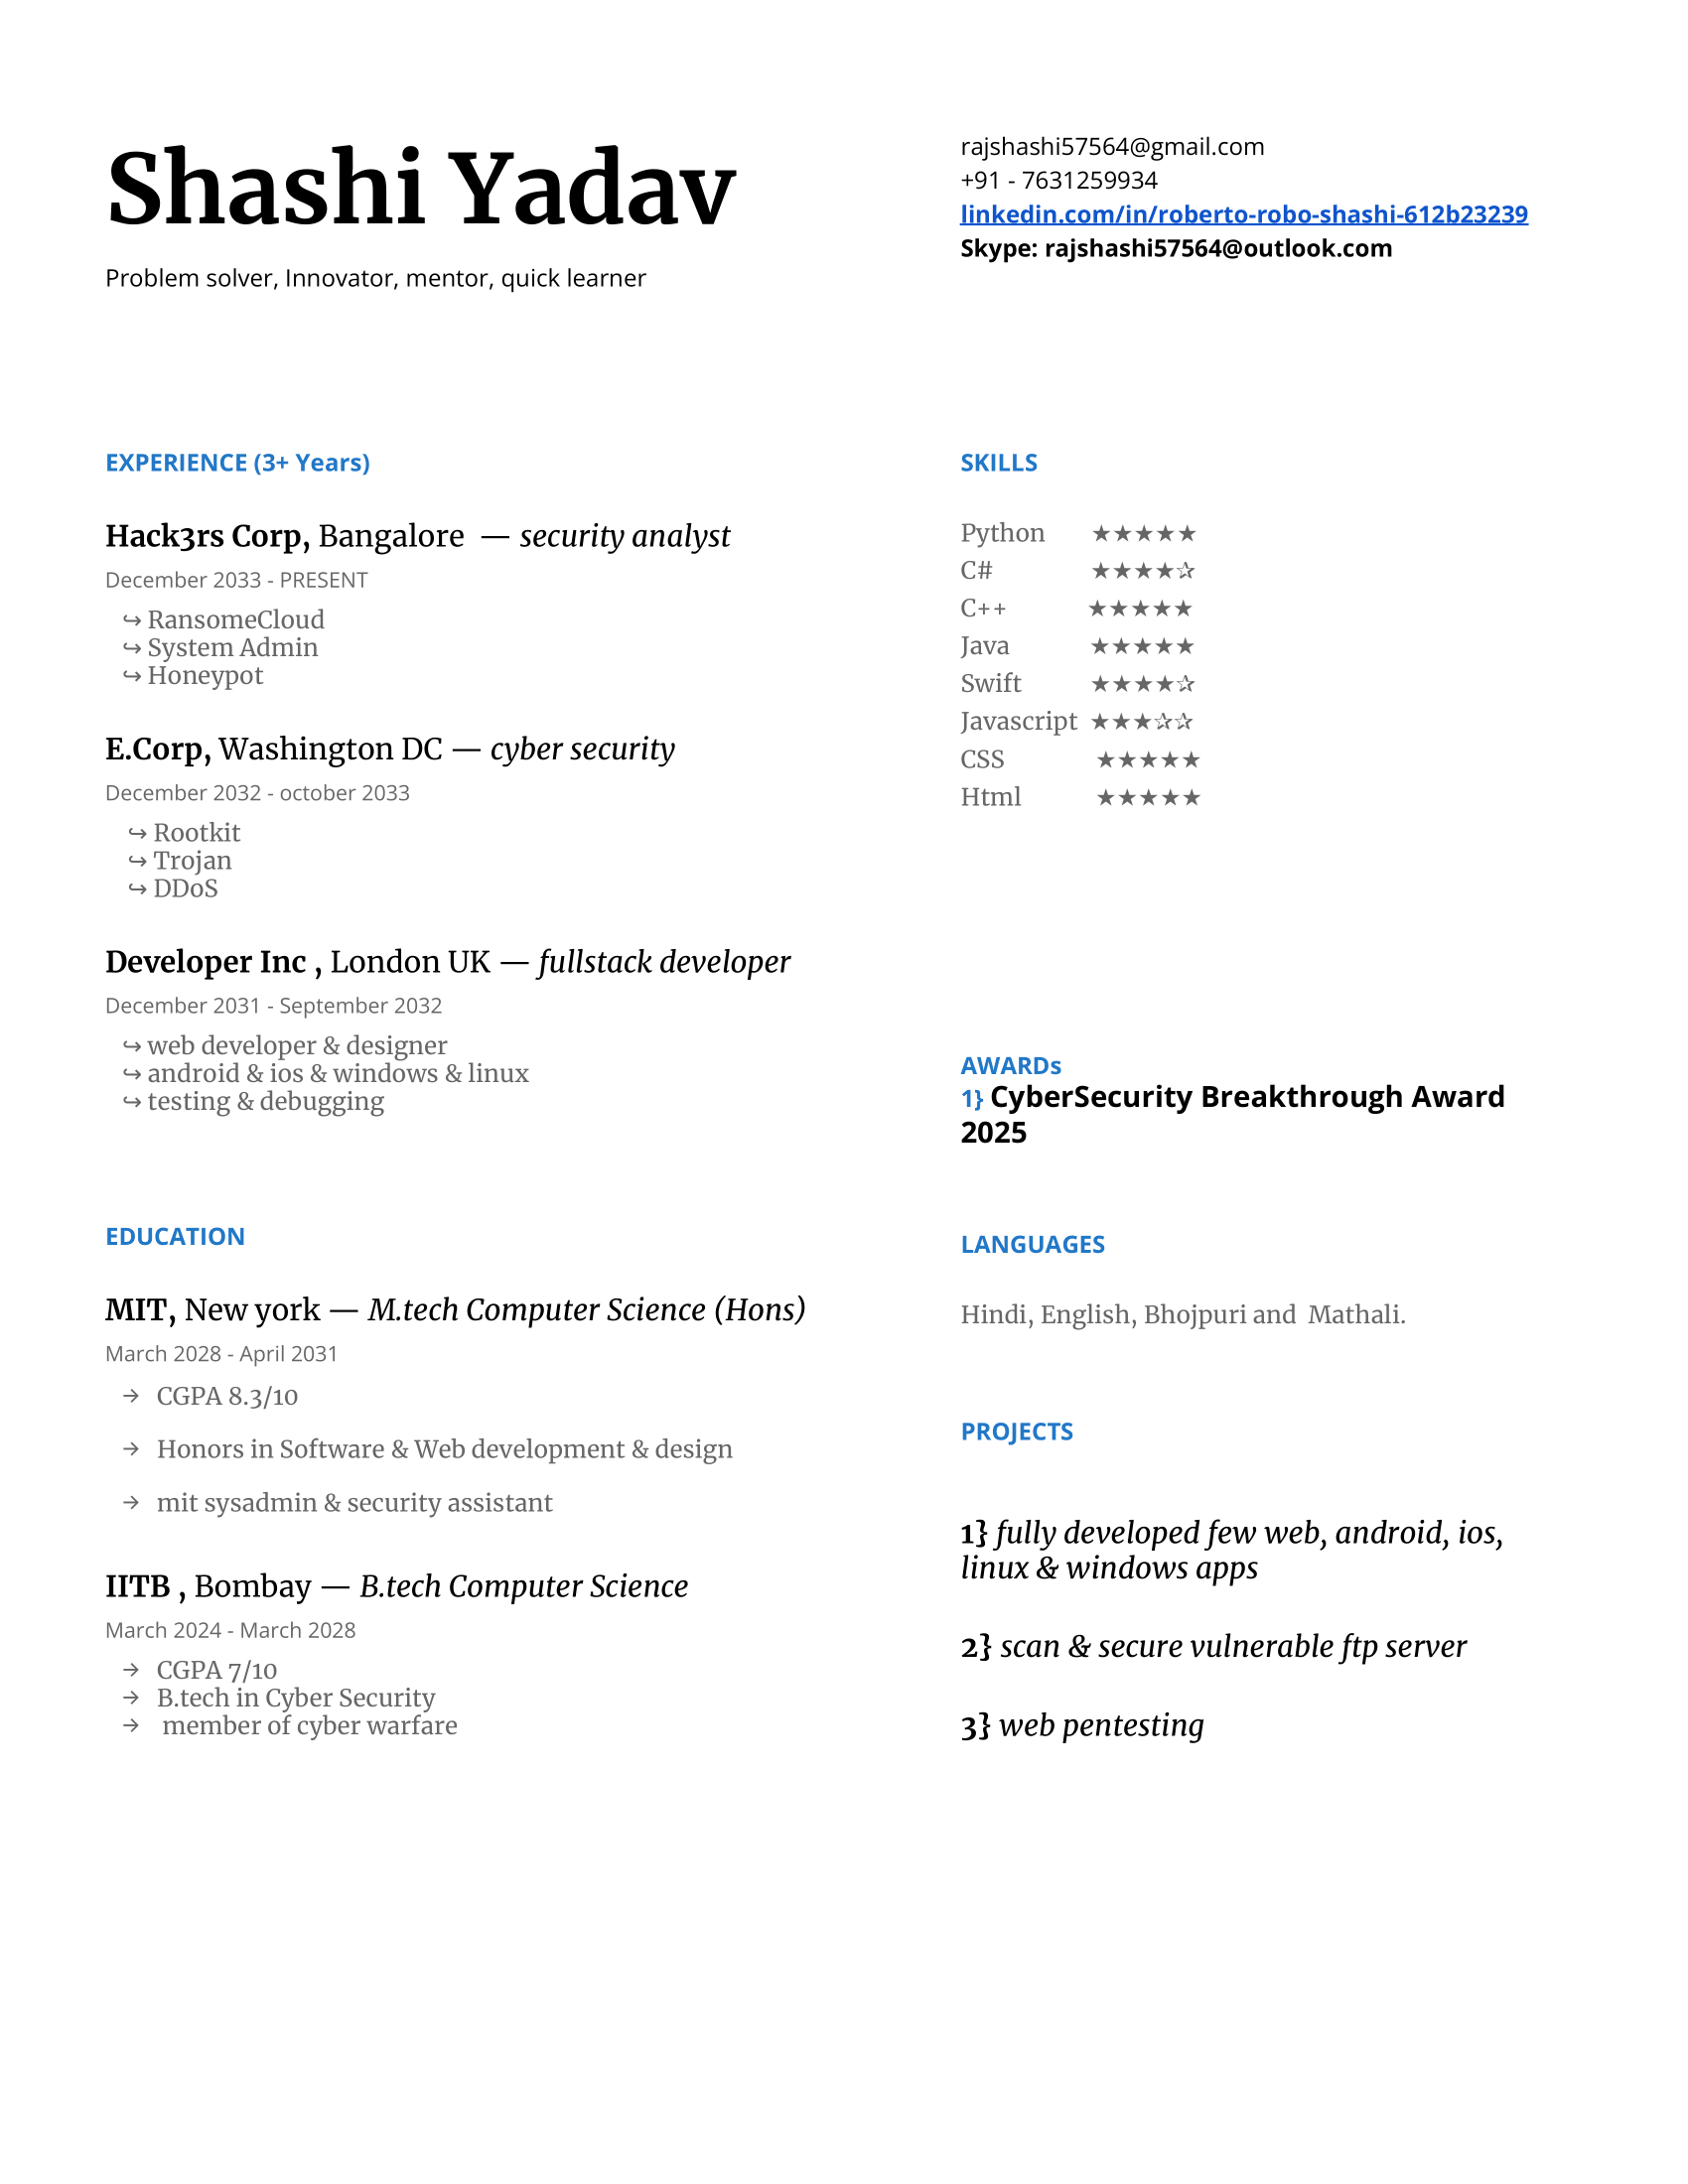 Shashi Yadav
Problem solver, Innovator, mentor, quick learner
rajshashi57564@gmail.com
+91 - 7631259934
linkedin.com/in/roberto-robo-shashi-612b23239
Skype: rajshashi57564@outlook.com
EXPERIENCE (3+ Years)
Hack3rs Corp, Bangalore — security analyst
December 2033 - PRESENT
↪ RansomeCloud
↪ System Admin
↪ Honeypot
E.Corp, Washington DC — cyber security
December 2032 - october 2033
↪ Rootkit
↪ Trojan
↪ DDoS
Developer Inc , London UK — fullstack developer
December 2031 - September 2032
↪ web developer & designer
↪ android & ios & windows & linux
↪ testing & debugging
EDUCATION
MIT, New york — M.tech Computer Science (Hons)
March 2028 - April 2031
→ CGPA 8.3/10
→ Honors in Software & Web development & design
→ mit sysadmin & security assistant
IITB , Bombay — B.tech Computer Science
March 2024 - March 2028
→ CGPA 7/10
→ B.tech in Cyber Security
→ member of cyber warfare
SKILLS
Python ★★★★★
C# ★★★★✰
C++ ★★★★★
Java ★★★★★
Swift ★★★★✰
Javascript ★★★✰✰
CSS ★★★★★
Html ★★★★★
AWARDs
1} CyberSecurity Breakthrough Award
2025
LANGUAGES
Hindi, English, Bhojpuri and Mathali.
PROJECTS
1} fully developed few web, android, ios,
linux & windows apps
2} scan & secure vulnerable ftp server
3} web pentesting